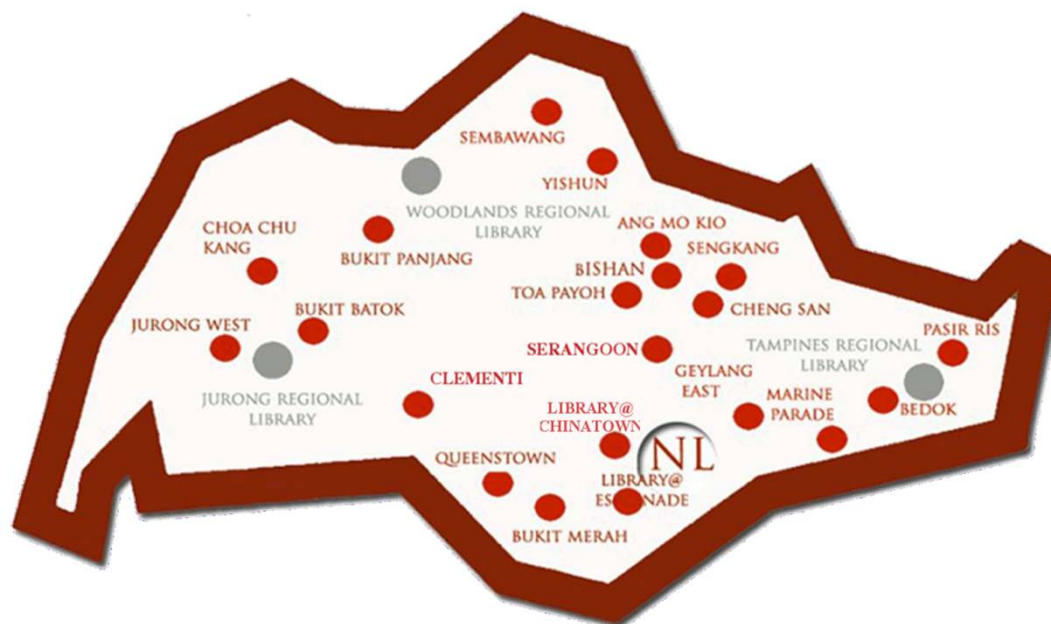 SEMBAWANG
YISHUN
WOODLANDS REGIONAL
LIBRARY
CHOA CHU
KANG
BUKIT PANJANG
ANG MO KIO
SENGKANG
BISHAN
TOA PAYOH
CHENG SAN
BUKIT BATOK
JURONG WEST
JURONG REGIONAL
LIBRARY
SERANGOON
TAMPINES REGIONAL
LIBRARY
PASIR RIS
GEYLANG
EAST
MARINE
PARADE
BEDOK
CLEMENTI
LIBRARY@
CHINATOWN
NL
QUEENSTOWN
LIBRARY@
ESPLANADE
BUKIT MERAH